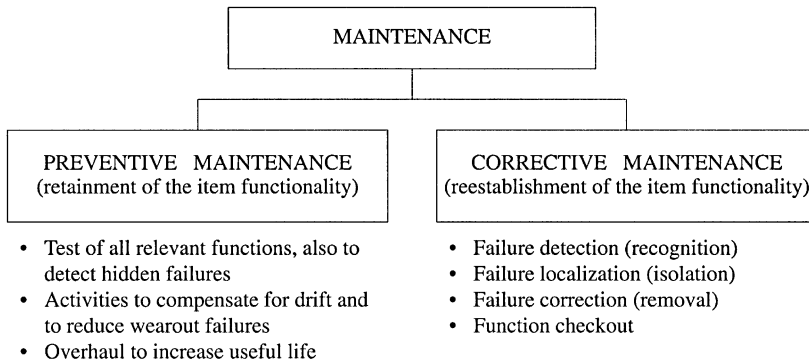 MAINTENANCE
PREVENTIVE MAINTENANCE
(retainment of the item functionality)
• Test of all relevant functions, also to
detect hidden failures
• Activities to compensate for drift and
to reduce wearout failures
• Overhaul to increase useful life
CORRECTIVE MAINTENANCE
(reestablishment of the item functionality)
• Failure detection (recognition)
• Failure localization (isolation)
• Failure correction (removal)
• Function checkout